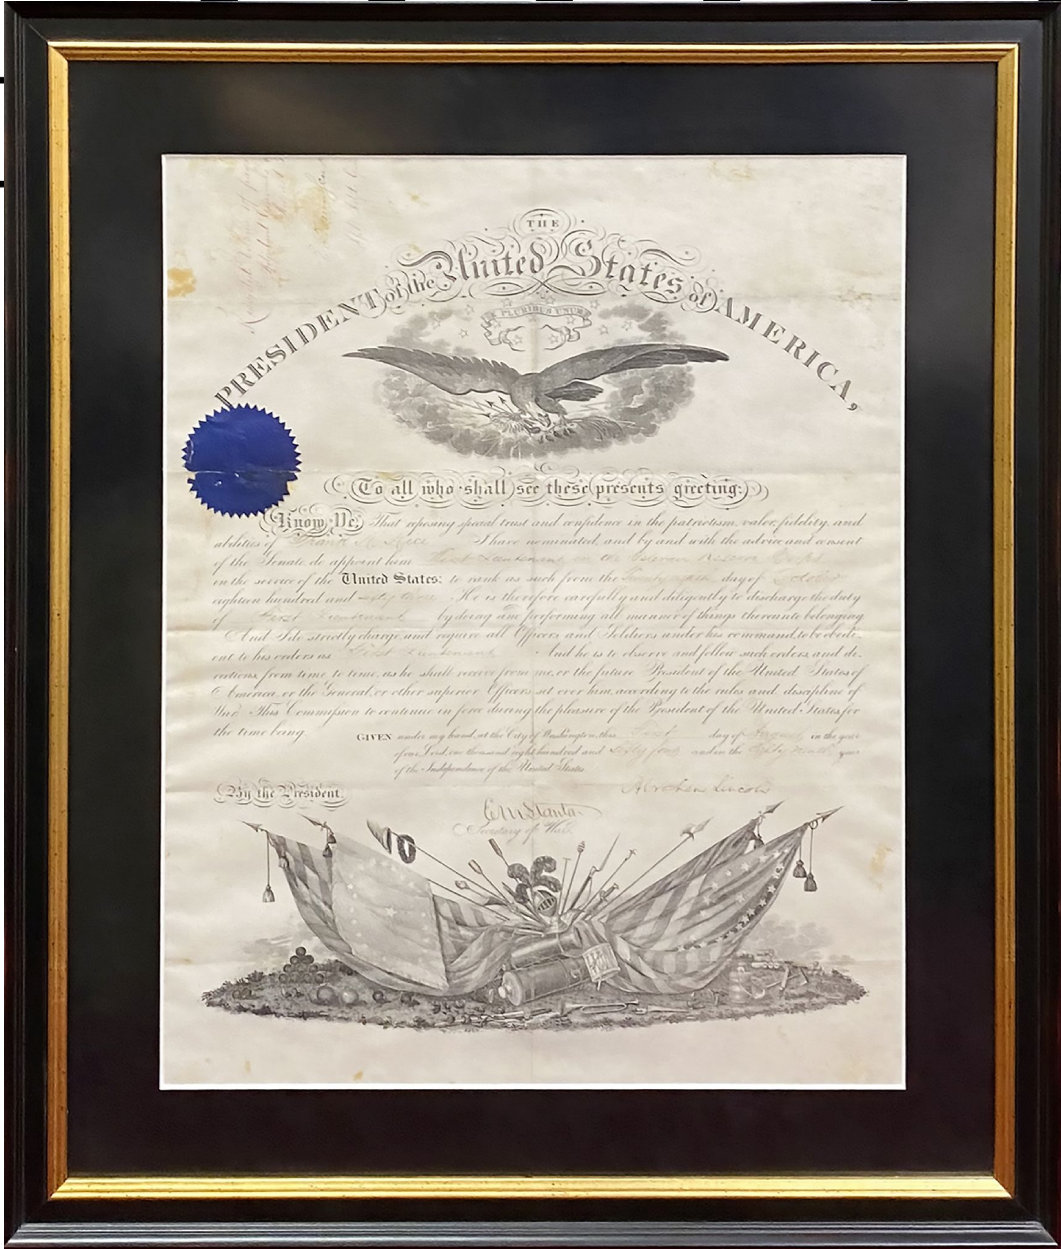 THE
PRESIDENT of the United States of AMERICA,
E PLURIBUS UNUM
To all who shall see these presents greeting:
Know Ye, That reposing special trust and confidence in the patriotism, valor, fidelity, and
abilities of Frank M. I have nominated, and by and with the advice and consent
of the Senate, do appoint him First Lieutenant in the Veteran Reserve Corps
in the service of the United States: to rank as such from the day of October
eighteen hundred and sixty three. He is therefore carefully and diligently to discharge the duty
of First Lieutenant by doing and performing all manner of things thereunto belonging
And I do strictly charge, and require all Officers and Soldiers under his command, to be obedi-
ent to his orders as First Lieutenant And he is to observe and follow such orders, and di-
rections, from time to time, as he shall receive from me, or the future President of the United States of
America, or the General, or other superior Officers set over him, according to the rules and discipline of
War. This Commission to continue in force during the pleasure of the President of the United States, for
the time being.
GIVEN under my hand, at the City of Washington, this First day of August in the year
of our Lord, one thousand eight hundred and sixty four and in the Eighty Ninth year
of the Independence of the United States
Abraham Lincoln
By the President,
Edwin M Stanton
Secretary of War.